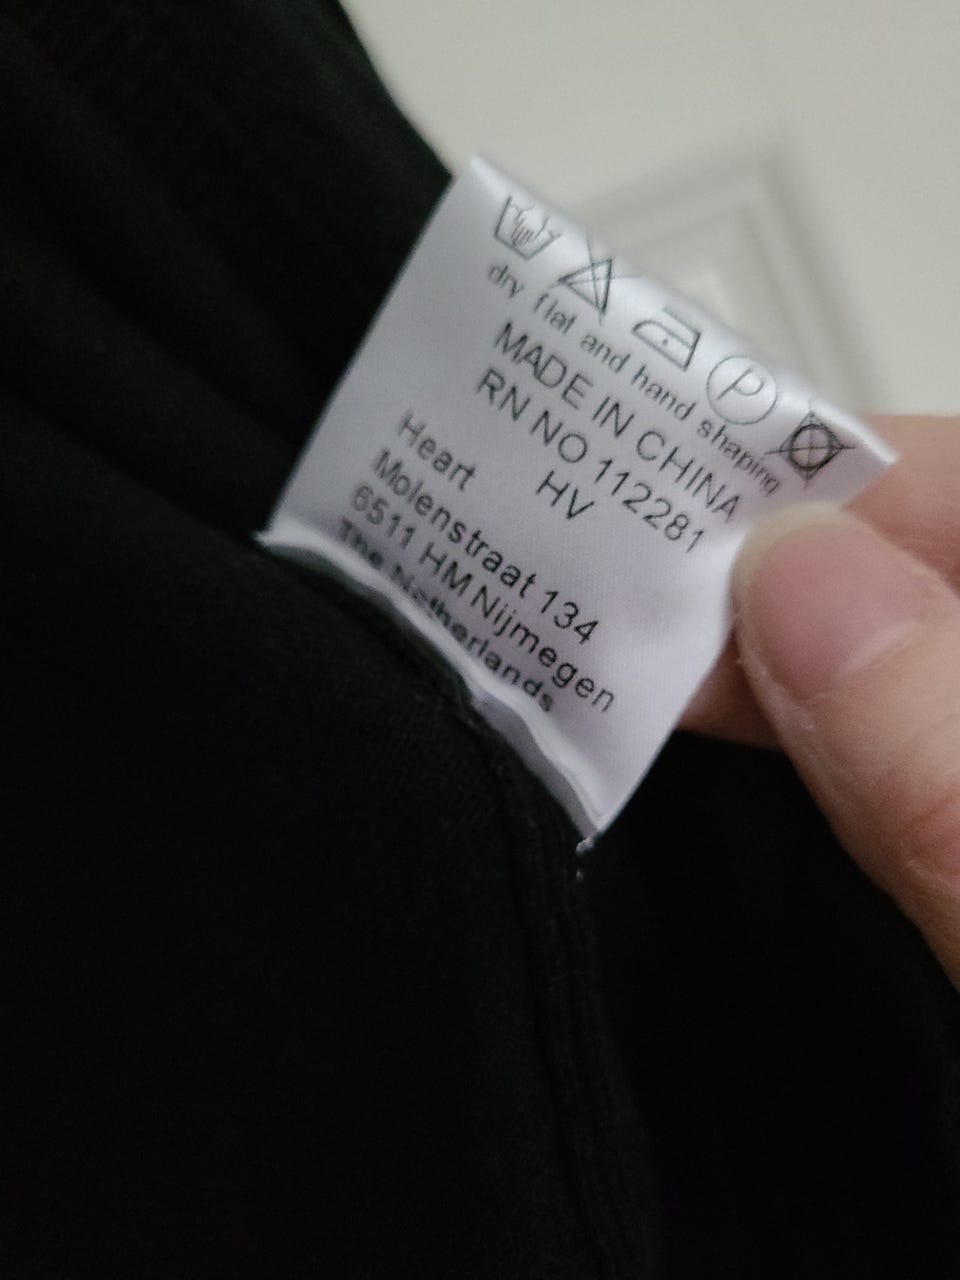 P
dry flat and hand shaping
MADE IN CHINA
RN NO 112281
HV
Heart
Molenstraat 134
6511 HM Nijmegen
The Netherlands